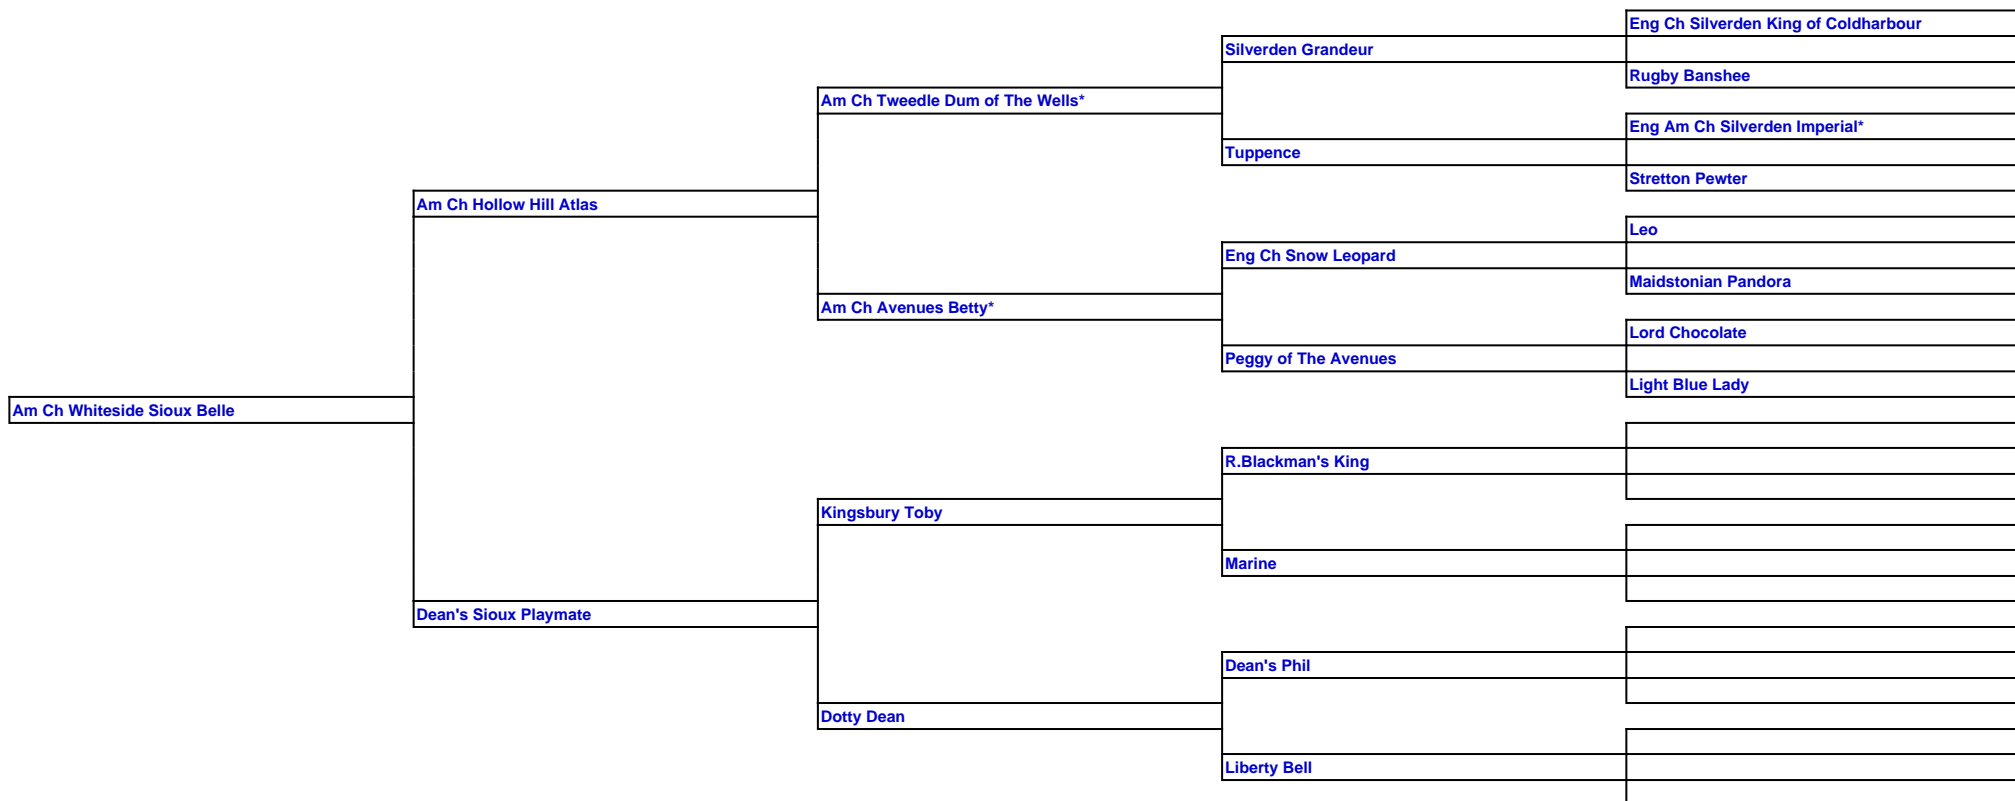 Eng Ch Silverden King of Coldharbour
Silverden Grandeur
Rugby Banshee
Am Ch Tweedle Dum of The Wells*
Eng Am Ch Silverden Imperial*
Tuppence
Stretton Pewter
Am Ch Hollow Hill Atlas
Leo
Eng Ch Snow Leopard
Maidstonian Pandora
Am Ch Avenues Betty*
Lord Chocolate
Peggy of The Avenues
Light Blue Lady
Am Ch Whiteside Sioux Belle
R.Blackman's King
Kingsbury Toby
Marine
Dean's Sioux Playmate
Dean's Phil
Dotty Dean
Liberty Bell